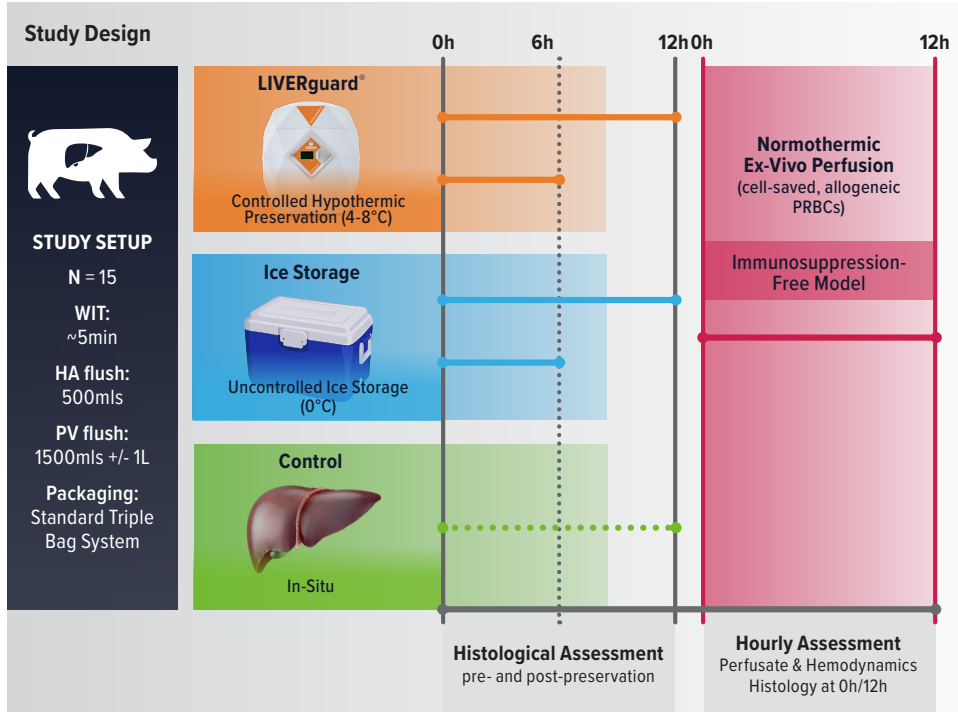 Study Design
0h
6h
12h
0h
12h
STUDY SETUP
N = 15
WIT:
~5min
HA flush:
500mls
PV flush:
1500mls +/- 1L
Packaging:
Standard Triple
Bag System
LIVERguard®
Controlled Hypothermic
Preservation (4-8°C)
Ice Storage
Uncontrolled Ice Storage
(0°C)
Control
In-Situ
Normothermic
Ex-Vivo Perfusion
(cell-saved, allogeneic
PRBCs)
Immunosuppression-
Free Model
Histological Assessment
pre- and post-preservation
Hourly Assessment
Perfusate & Hemodynamics
Histology at 0h/12h